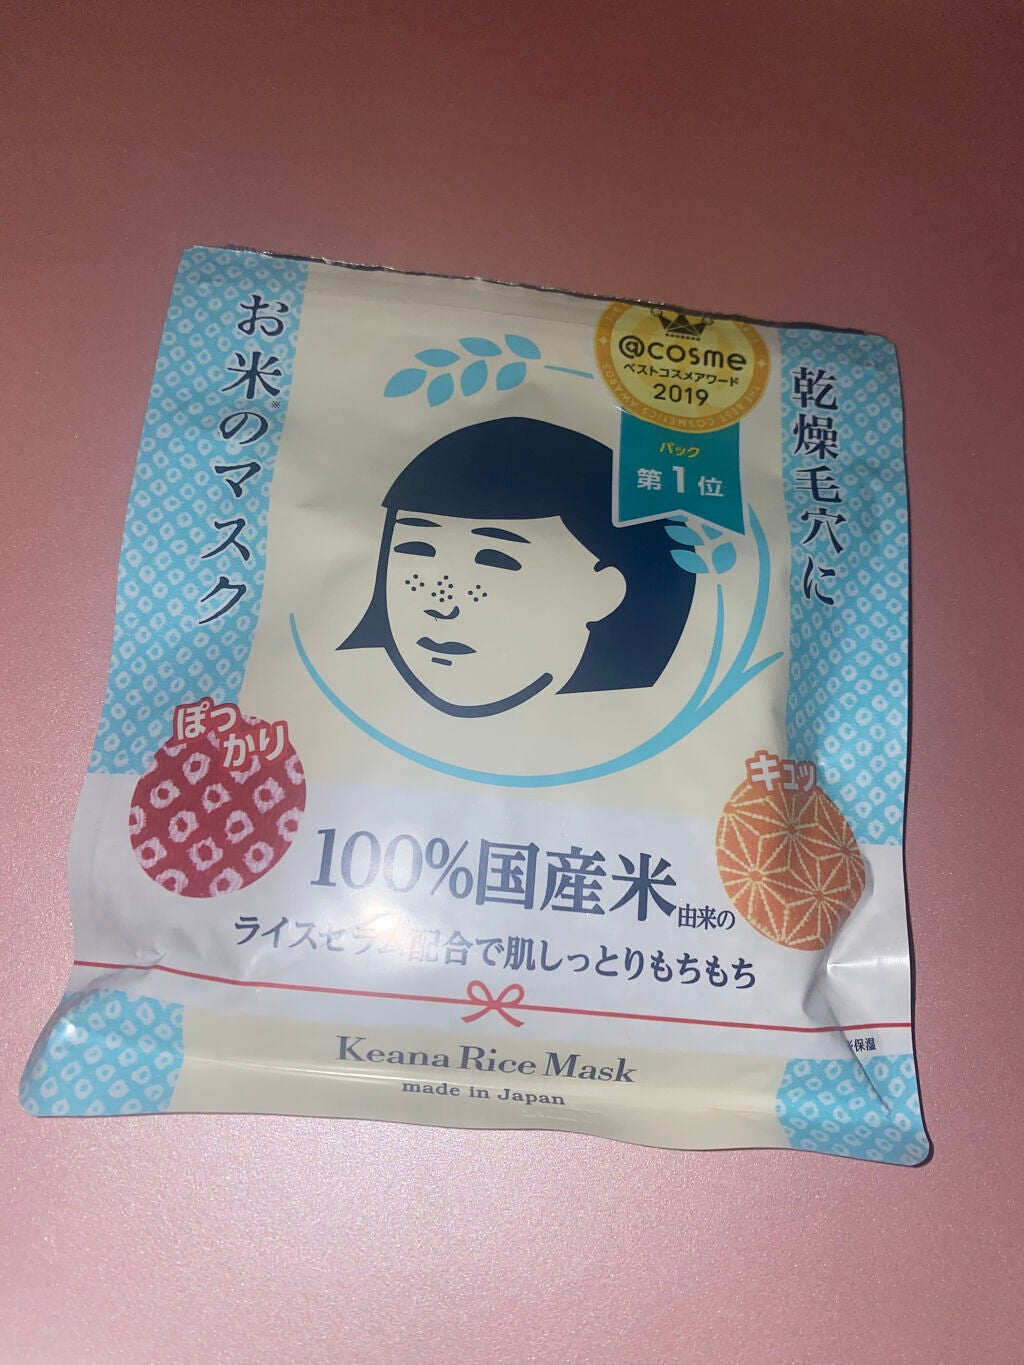 乾燥毛穴に
お米※のマスク
@cosme
ベストコスメアワード
2019
THE BEST COSMETICS AWARDS
パック
第1位
ぽっ
かり
キュッ
100%国産米由来の
ライスセラム配合で肌しっとりもちもち
※保湿
Keana Rice Mask
made in Japan